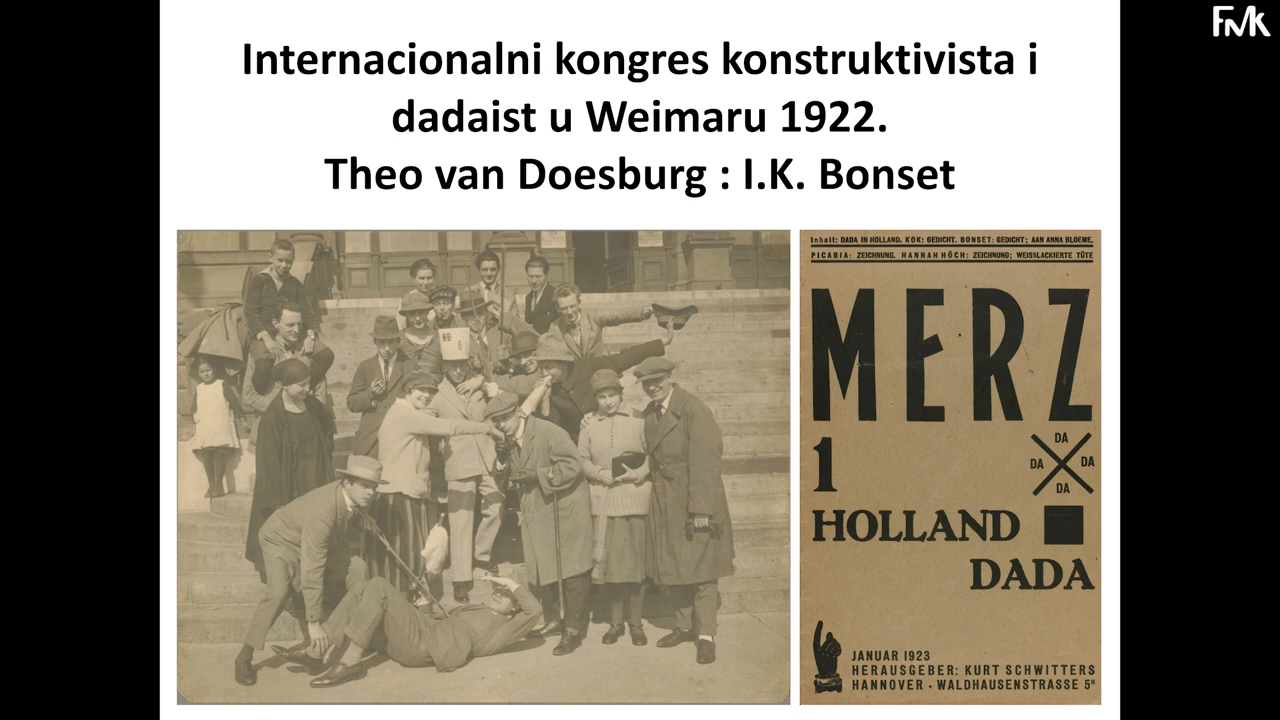 FMK
Internacionalni kongres konstruktivista i
dadaist u Weimaru 1922.
Theo van Doesburg : I.K. Bonset
Inhalt: DADA IN HOLLAND. KOK: GEDICHT. BONSET: GEDICHT; AAN ANNA BLOEME.
PICABIA: ZEICHNUNG. HANNAH HÖCH: ZEICHNUNG; WEISSLACKIERTE TÜTE
MERZ
1
DA
DA DA
DA
HOLLAND
DADA
JANUAR 1923
HERAUSGEBER: KURT SCHWITTERS
HANNOVER · WALDHAUSENSTRASSE 5